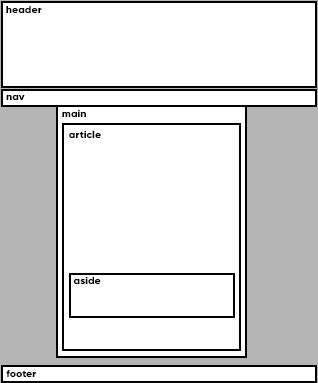 header
nav
main
article
aside
footer